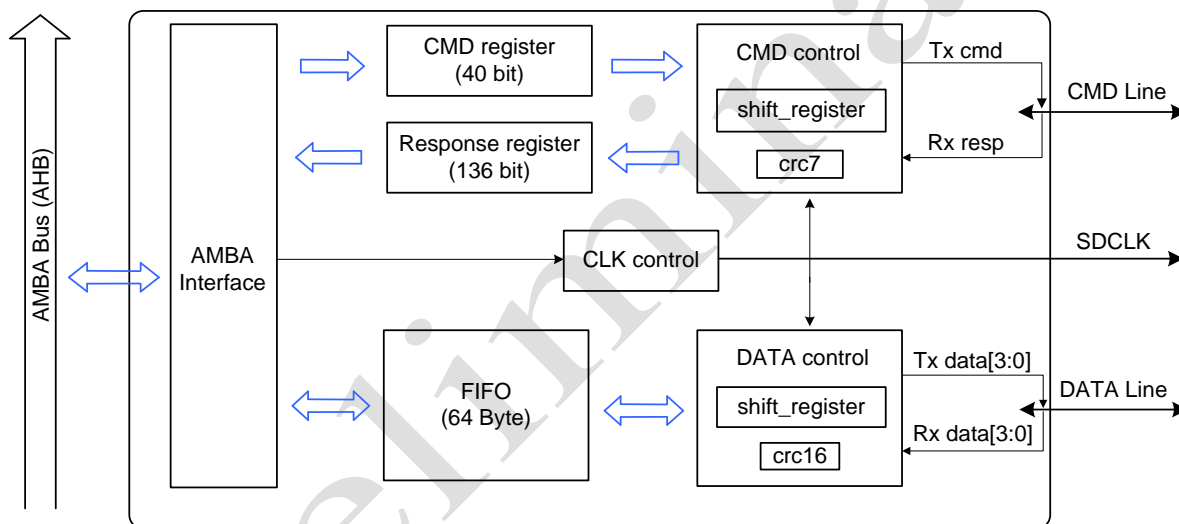 AMBA Bus (AHB)
AMBA
Interface
CMD register
(40 bit)
Response register
(136 bit)
CMD control
shift_register
crc7
Tx cmd
Rx resp
CMD Line
CLK control
SDCLK
FIFO
(64 Byte)
DATA control
shift_register
crc16
Tx data[3:0]
Rx data[3:0]
DATA Line